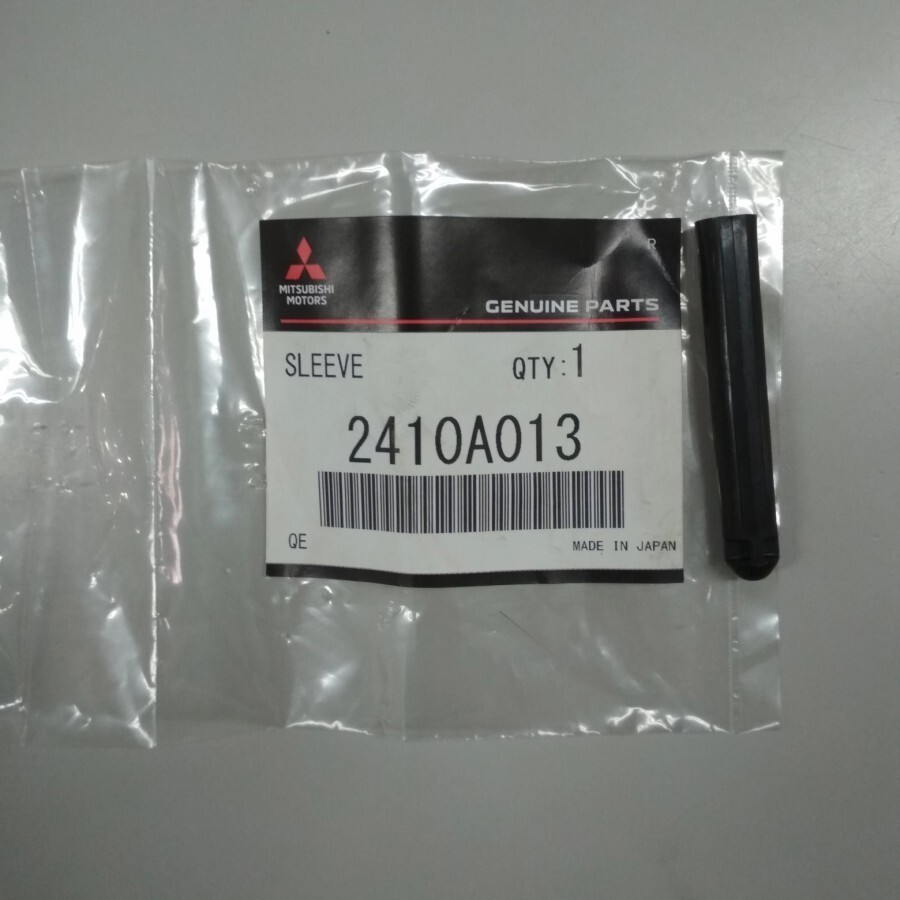 R
MITSUBISHI
MOTORS
GENUINE PARTS
SLEEVE QTY:1
2410A013
QE MADE IN JAPAN